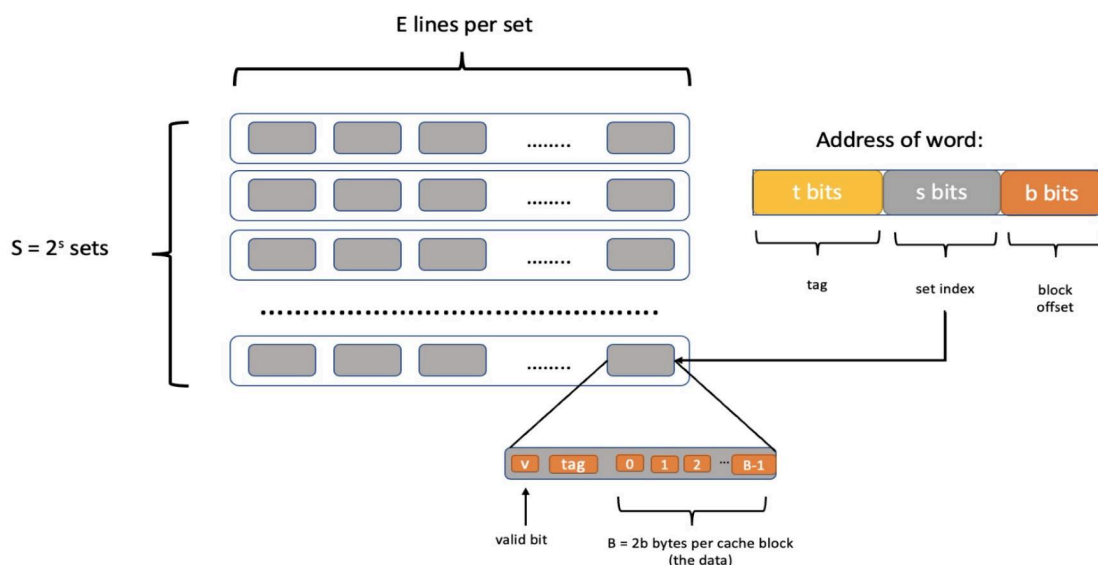 E lines per set
........
Address of word:
........
t bits s bits b bits
S = 2ˢ sets
........
tag set index block
offset
........
v tag 0 1 2 ... B-1
valid bit
B = 2b bytes per cache block
(the data)